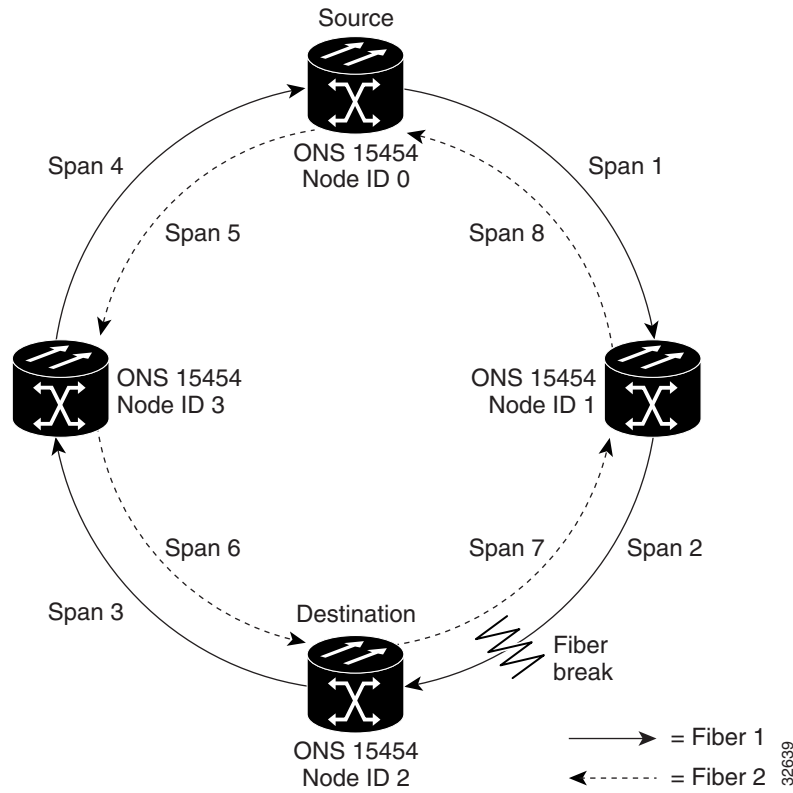 Source
ONS 15454
Node ID 0
Span 4
Span 1
Span 5
Span 8
ONS 15454
Node ID 3
ONS 15454
Node ID 1
Span 6
Span 7
Span 2
Span 3
Destination
Fiber
break
ONS 15454
Node ID 2
= Fiber 1
= Fiber 2
32639